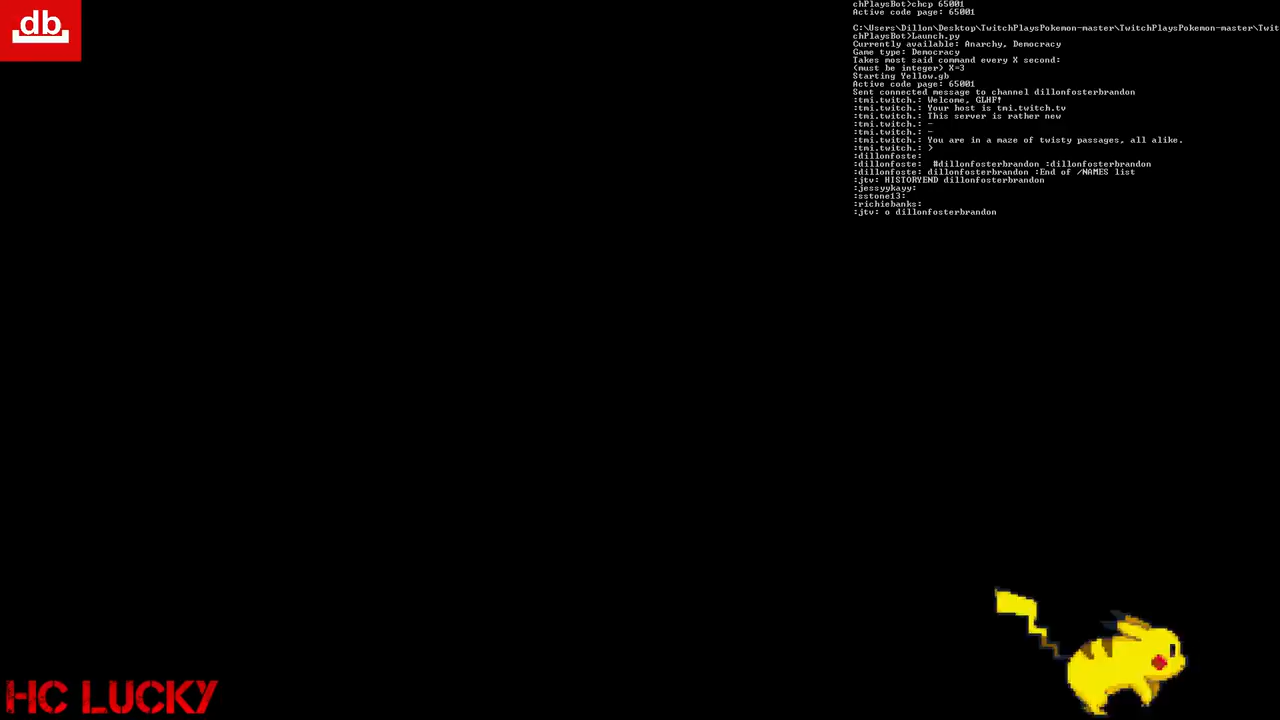 db
chPlaysBot>chcp 65001
Active code page: 65001
C:\Users\Dillon\Desktop\TwitchPlaysPokemon-master\TwitchPlaysPokemon-master\Twit
chPlaysBot>Launch.py
Currently available: Anarchy, Democracy
Game type: Democracy
Takes most said command every X second:
(must be integer) X=3
Starting Yellow.gb
Active code page: 65001
Sent connected message to channel dillonfosterbrandon
:tmi.twitch.: Welcome, GLHF!
:tmi.twitch.: Your host is tmi.twitch.tv
:tmi.twitch.: This server is rather new
:tmi.twitch.: -
:tmi.twitch.: -
:tmi.twitch.: You are in a maze of twisty passages, all alike.
:tmi.twitch.: >
:dillonfoste:
:dillonfoste:  #dillonfosterbrandon :dillonfosterbrandon
:dillonfoste: dillonfosterbrandon :End of /NAMES list
:jtv: HISTORYEND dillonfosterbrandon
:jessyykayy:
:sstone13:
:richiebanks:
:jtv: o dillonfosterbrandon
HC LUCKY